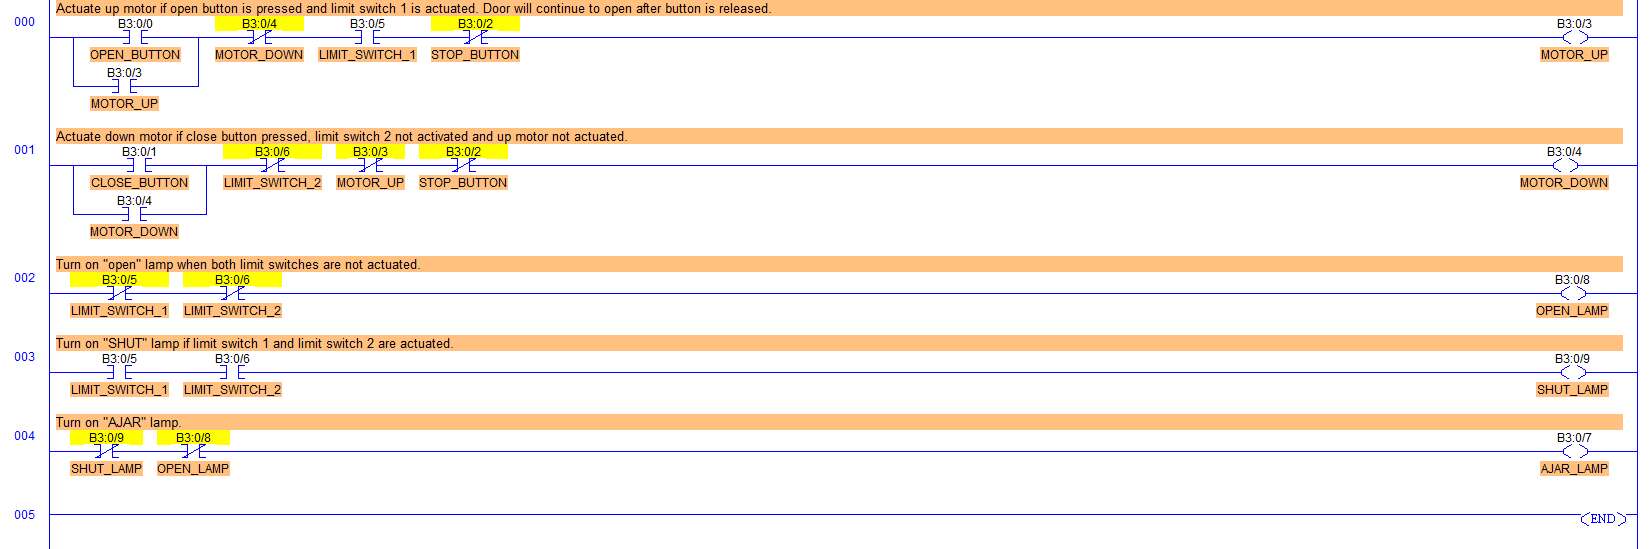 Actuate up motor if open button is pressed and limit switch 1 is actuated. Door will continue to open after button is released.
000 B3:0/0 B3:0/4 B3:0/5 B3:0/2 B3:0/3
OPEN_BUTTON MOTOR_DOWN LIMIT_SWITCH_1 STOP_BUTTON MOTOR_UP
B3:0/3
MOTOR_UP
Actuate down motor if close button pressed, limit switch 2 not activated and up motor not actuated.
001 B3:0/1 B3:0/6 B3:0/3 B3:0/2 B3:0/4
CLOSE_BUTTON LIMIT_SWITCH_2 MOTOR_UP STOP_BUTTON MOTOR_DOWN
B3:0/4
MOTOR_DOWN
Turn on "open" lamp when both limit switches are not actuated.
002 B3:0/5 B3:0/6 B3:0/8
LIMIT_SWITCH_1 LIMIT_SWITCH_2 OPEN_LAMP
Turn on "SHUT" lamp if limit switch 1 and limit switch 2 are actuated.
003 B3:0/5 B3:0/6 B3:0/9
LIMIT_SWITCH_1 LIMIT_SWITCH_2 SHUT_LAMP
Turn on "AJAR" lamp.
004 B3:0/9 B3:0/8 B3:0/7
SHUT_LAMP OPEN_LAMP AJAR_LAMP
005 END